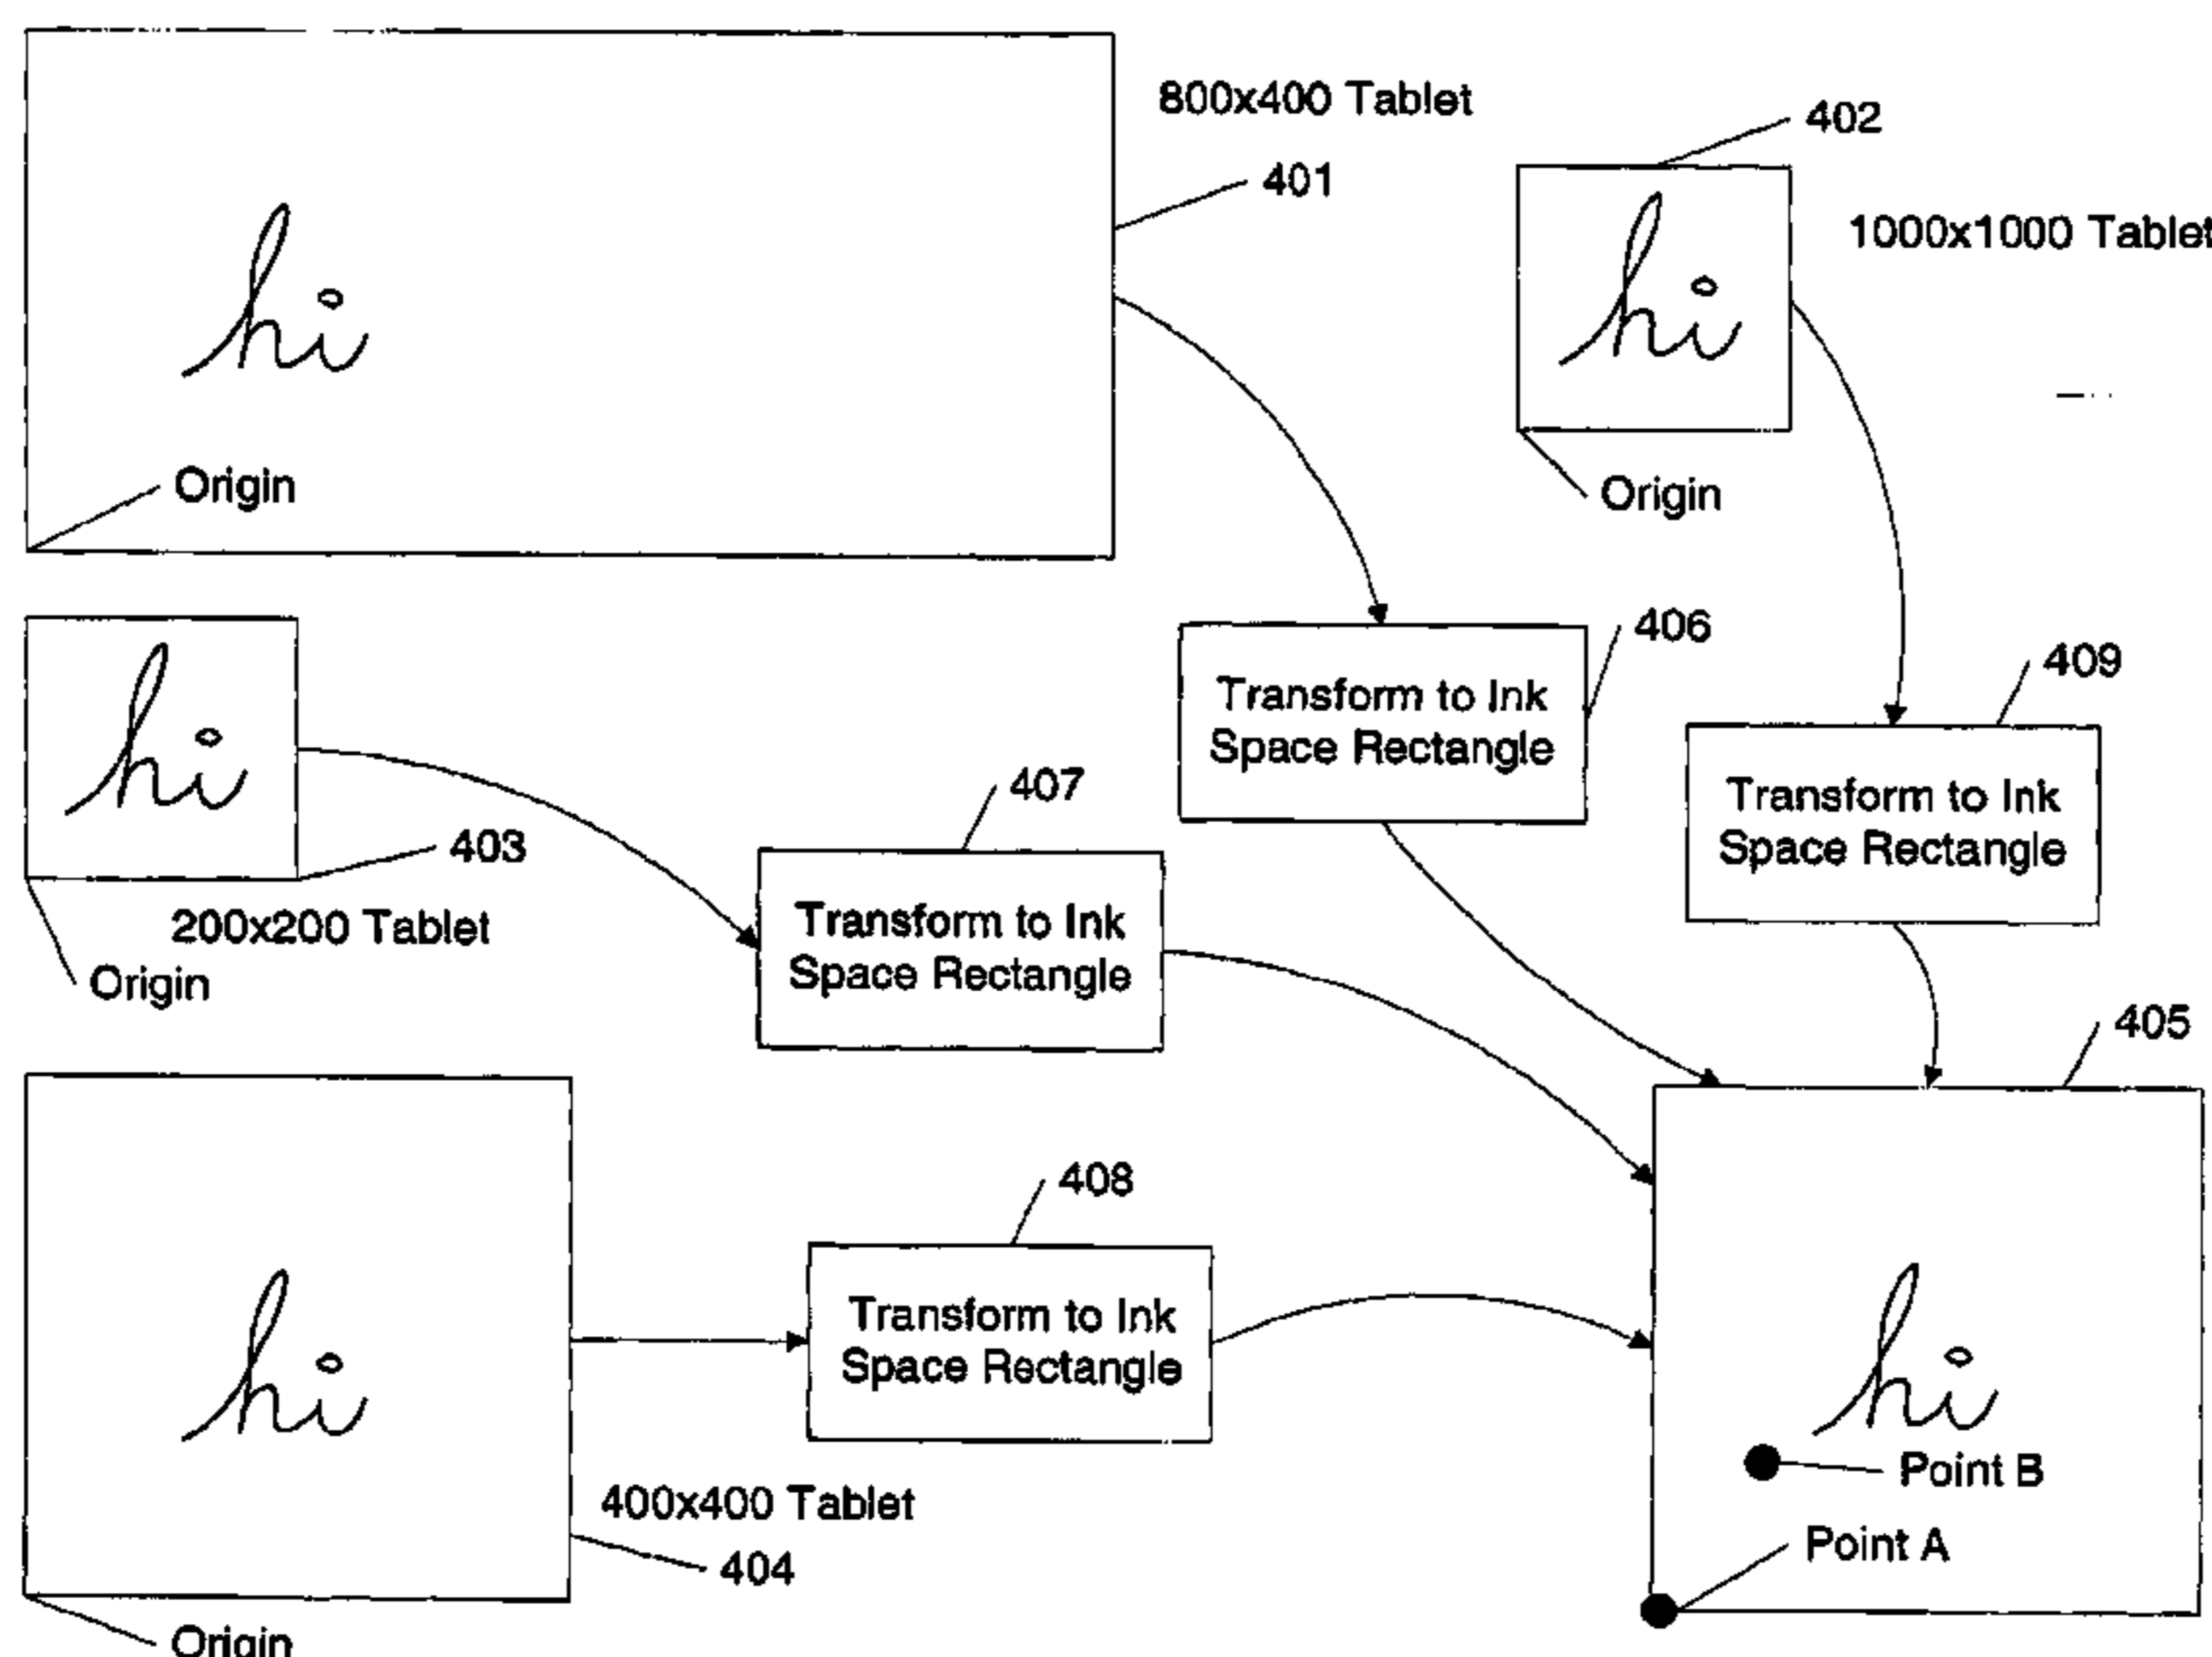 800x400 Tablet
401
402
1000x1000 Tablet
hi
hi
Origin
Origin
hi
403
200x200 Tablet
Origin
406
Transform to Ink
Space Rectangle
409
Transform to Ink
Space Rectangle
407
Transform to Ink
Space Rectangle
405
408
Transform to Ink
Space Rectangle
hi
400x400 Tablet
404
Origin
hi
Point B
Point A